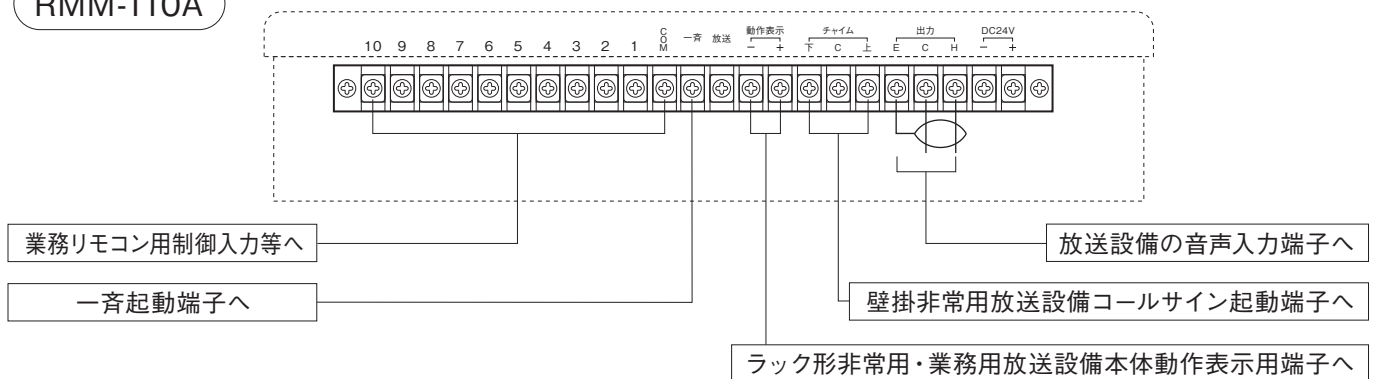 RMM-110A
動作表示 チャイム 出力 DC24V
10 9 8 7 6 5 4 3 2 1 COM 一斉 放送 − + 下 C 上 E C H − +
業務リモコン用制御入力等へ
放送設備の音声入力端子へ
一斉起動端子へ
壁掛非常用放送設備コールサイン起動端子へ
ラック形非常用・業務用放送設備本体動作表示用端子へ